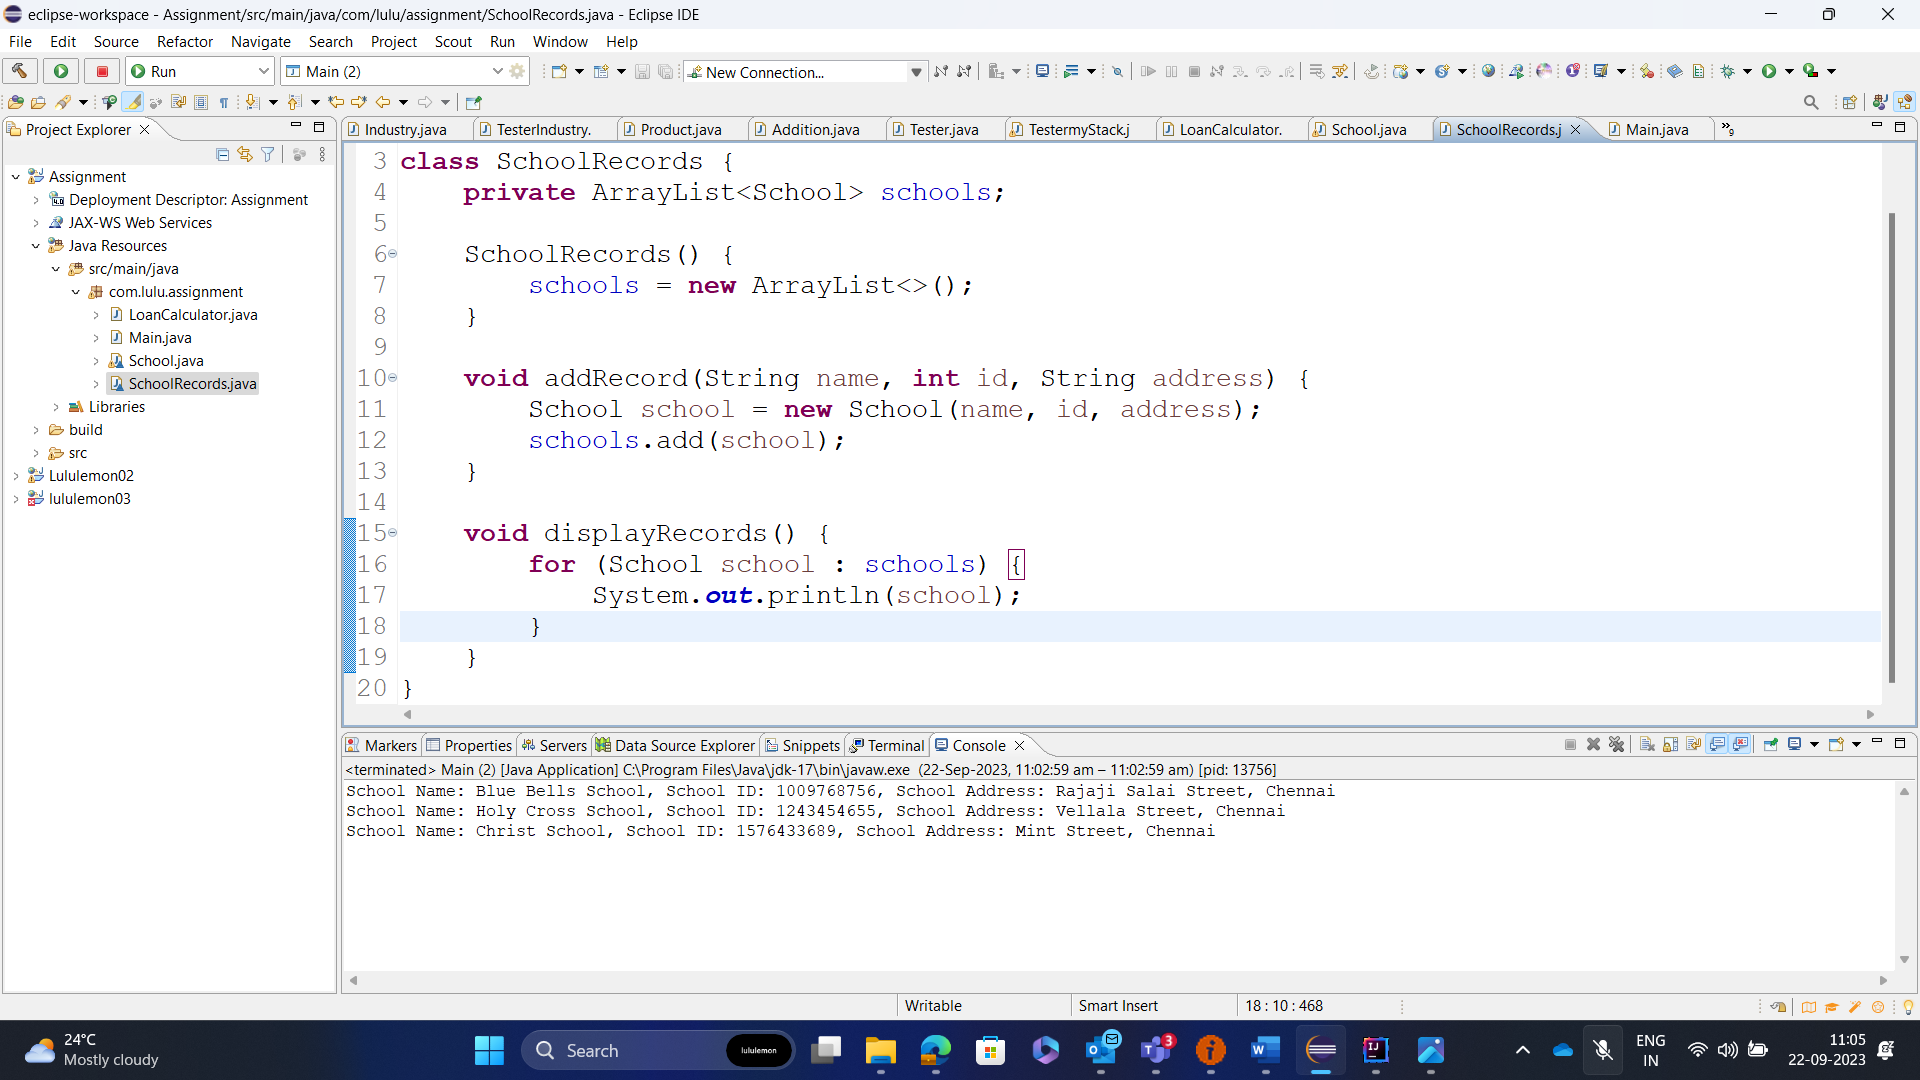 eclipse-workspace - Assignment/src/main/java/com/lulu/assignment/SchoolRecords.java - Eclipse IDE
File Edit Source Refactor Navigate Search Project Scout Run Window Help
Run Main (2) New Connection...
Project Explorer
Assignment
Deployment Descriptor: Assignment
JAX-WS Web Services
Java Resources
src/main/java
com.lulu.assignment
LoanCalculator.java
Main.java
School.java
SchoolRecords.java
Libraries
build
src
Lululemon02
lululemon03
Industry.java TesterIndustry. Product.java Addition.java Tester.java TestermyStack.j LoanCalculator. School.java SchoolRecords.j Main.java »9
3 class SchoolRecords {
4 private ArrayList<School> schools;
5
6 SchoolRecords() {
7 schools = new ArrayList<>();
8 }
9
10 void addRecord(String name, int id, String address) {
11 School school = new School(name, id, address);
12 schools.add(school);
13 }
14
15 void displayRecords() {
16 for (School school : schools) {
17 System.out.println(school);
18 }
19 }
20 }
Markers Properties Servers Data Source Explorer Snippets Terminal Console
<terminated> Main (2) [Java Application] C:\Program Files\Java\jdk-17\bin\javaw.exe (22-Sep-2023, 11:02:59 am – 11:02:59 am) [pid: 13756]
School Name: Blue Bells School, School ID: 1009768756, School Address: Rajaji Salai Street, Chennai
School Name: Holy Cross School, School ID: 1243454655, School Address: Vellala Street, Chennai
School Name: Christ School, School ID: 1576433689, School Address: Mint Street, Chennai
Writable Smart Insert 18 : 10 : 468
24°C
Mostly cloudy
Search
lululemon
3
ENG
IN
11:05
22-09-2023